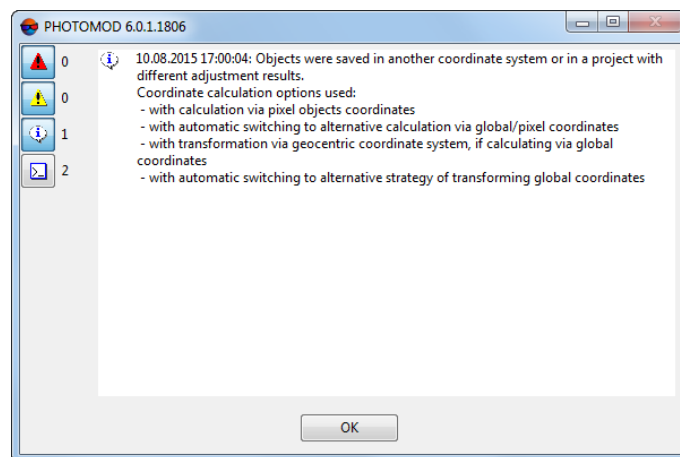 PHOTOMOD 6.0.1.1806
0
0
1
2
10.08.2015 17:00:04: Objects were saved in another coordinate system or in a project with
different adjustment results.
Coordinate calculation options used:
- with calculation via pixel objects coordinates
- with automatic switching to alternative calculation via global/pixel coordinates
- with transformation via geocentric coordinate system, if calculating via global
coordinates
- with automatic switching to alternative strategy of transforming global coordinates
OK